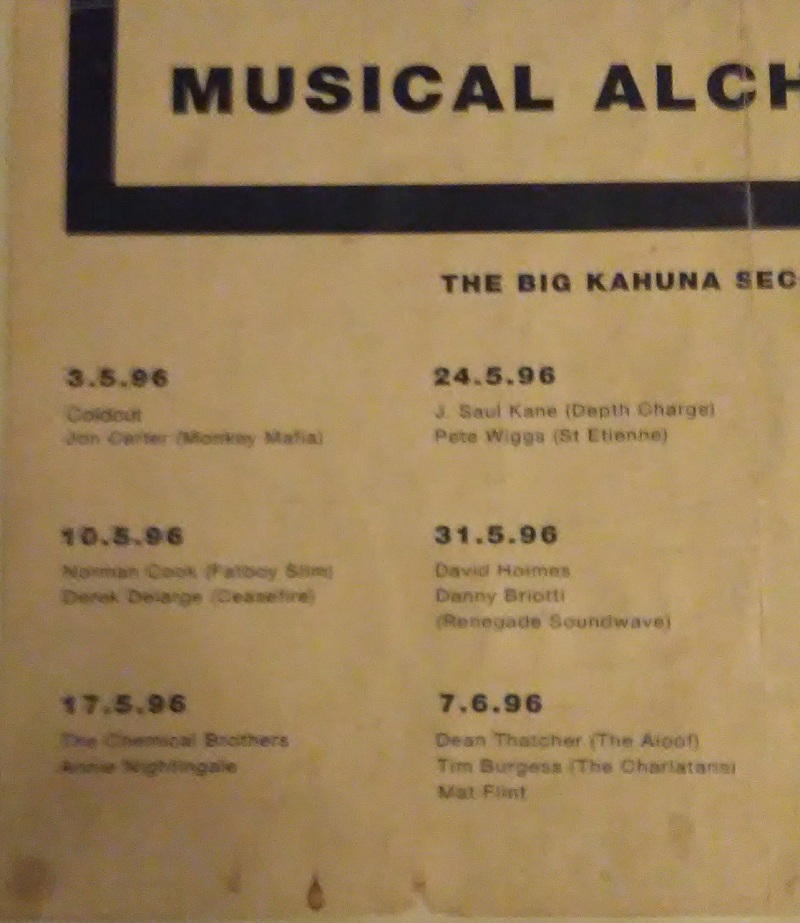 MUSICAL ALCH
THE BIG KAHUNA SEC
3.5.96
Coldcut
Jon Carter (Monkey Mafia)
10.5.96
Norman Cook (Fatboy Slim)
Derek Delarge (Ceasefire)
17.5.96
The Chemical Brothers
Annie Nightingale
24.5.96
J. Saul Kane (Depth Charge)
Pete Wiggs (St Etienne)
31.5.96
David Holmes
Danny Briotti
(Renegade Soundwave)
7.6.96
Dean Thatcher (The Aloof)
Tim Burgess (The Charlatans)
Mat Flint